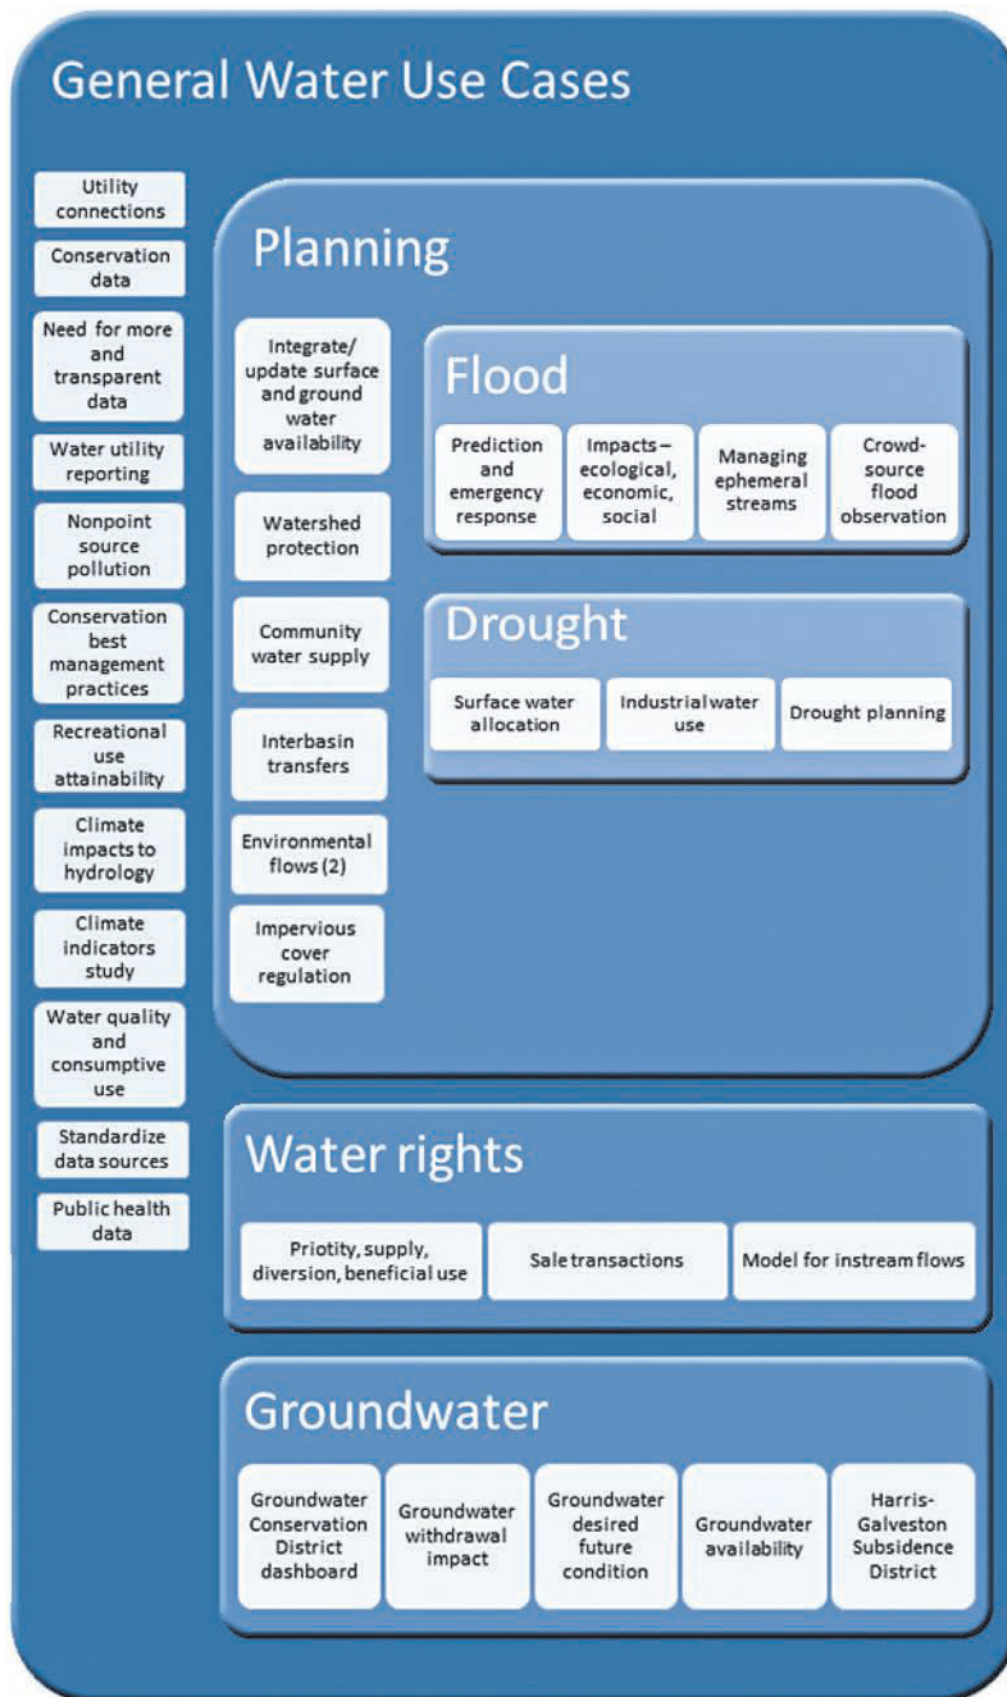 General Water Use Cases
Utility
connections
Conservation
data
Need for more
and
transparent
data
Water utility
reporting
Nonpoint
source
pollution
Conservation
best
management
practices
Recreational
use
attainability
Climate
impacts to
hydrology
Climate
indicators
study
Water quality
and
consumptive
use
Standardize
data sources
Public health
data
Planning
Integrate/
update surface
and ground
water
availability
Watershed
protection
Community
water supply
Interbasin
transfers
Environmental
flows (2)
Impervious
cover
regulation
Flood
Prediction
and
emergency
response
Impacts –
ecological,
economic,
social
Managing
ephemeral
streams
Crowd-
source
flood
observation
Drought
Surface water
allocation
Industrial water
use
Drought planning
Water rights
Priotity, supply,
diversion, beneficial use
Sale transactions
Model for instream flows
Groundwater
Groundwater
Conservation
District
dashboard
Groundwater
withdrawal
impact
Groundwater
desired
future
condition
Groundwater
availability
Harris-
Galveston
Subsidence
District